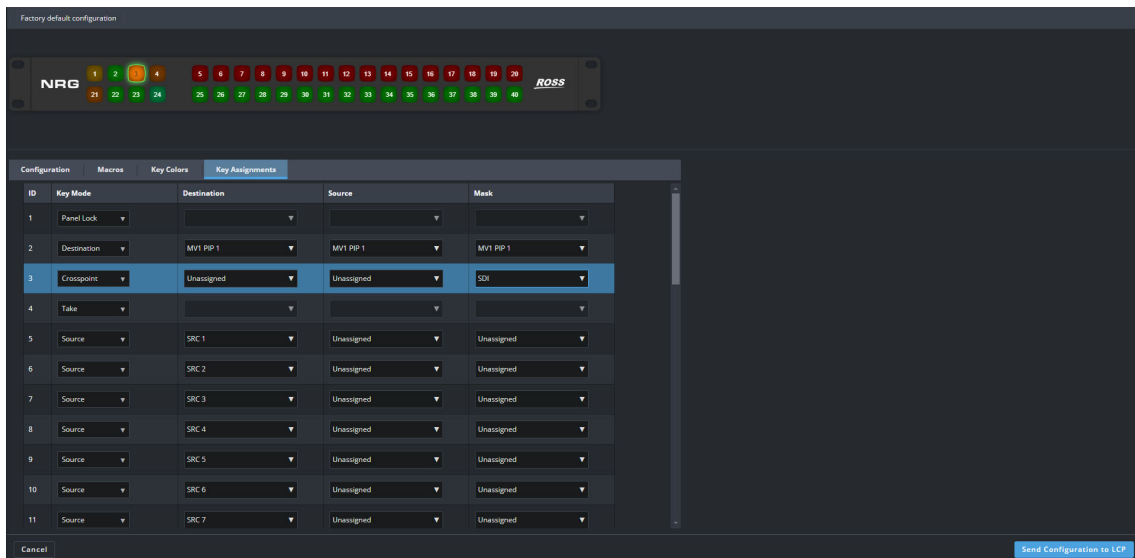 Factory default configuration
NRG
1 2 3 4 5 6 7 8 9 10 11 12 13 14 15 16 17 18 19 20
21 22 23 24 25 26 27 28 29 30 31 32 33 34 35 36 37 38 39 40
ROSS
Configuration Macros Key Colors Key Assignments
ID Key Mode Destination Source Mask
1 Panel Lock
2 Destination MV1 PIP 1 MV1 PIP 1 MV1 PIP 1
3 Crosspoint Unassigned Unassigned SDI
4 Take
5 Source SRC 1 Unassigned Unassigned
6 Source SRC 2 Unassigned Unassigned
7 Source SRC 3 Unassigned Unassigned
8 Source SRC 4 Unassigned Unassigned
9 Source SRC 5 Unassigned Unassigned
10 Source SRC 6 Unassigned Unassigned
11 Source SRC 7 Unassigned Unassigned
Cancel Send Configuration to LCP